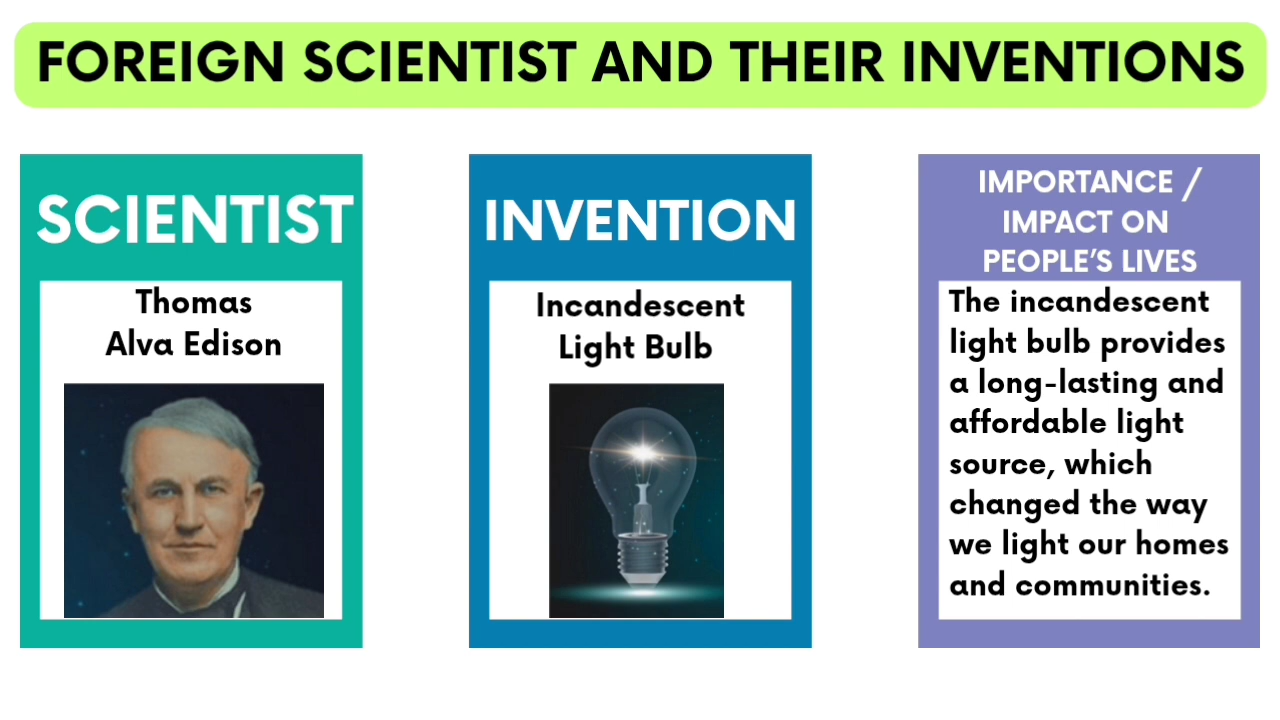 FOREIGN SCIENTIST AND THEIR INVENTIONS
SCIENTIST
Thomas
Alva Edison
INVENTION
Incandescent
Light Bulb
IMPORTANCE /
IMPACT ON
PEOPLE’S LIVES
The incandescent
light bulb provides
a long-lasting and
affordable light
source, which
changed the way
we light our homes
and communities.